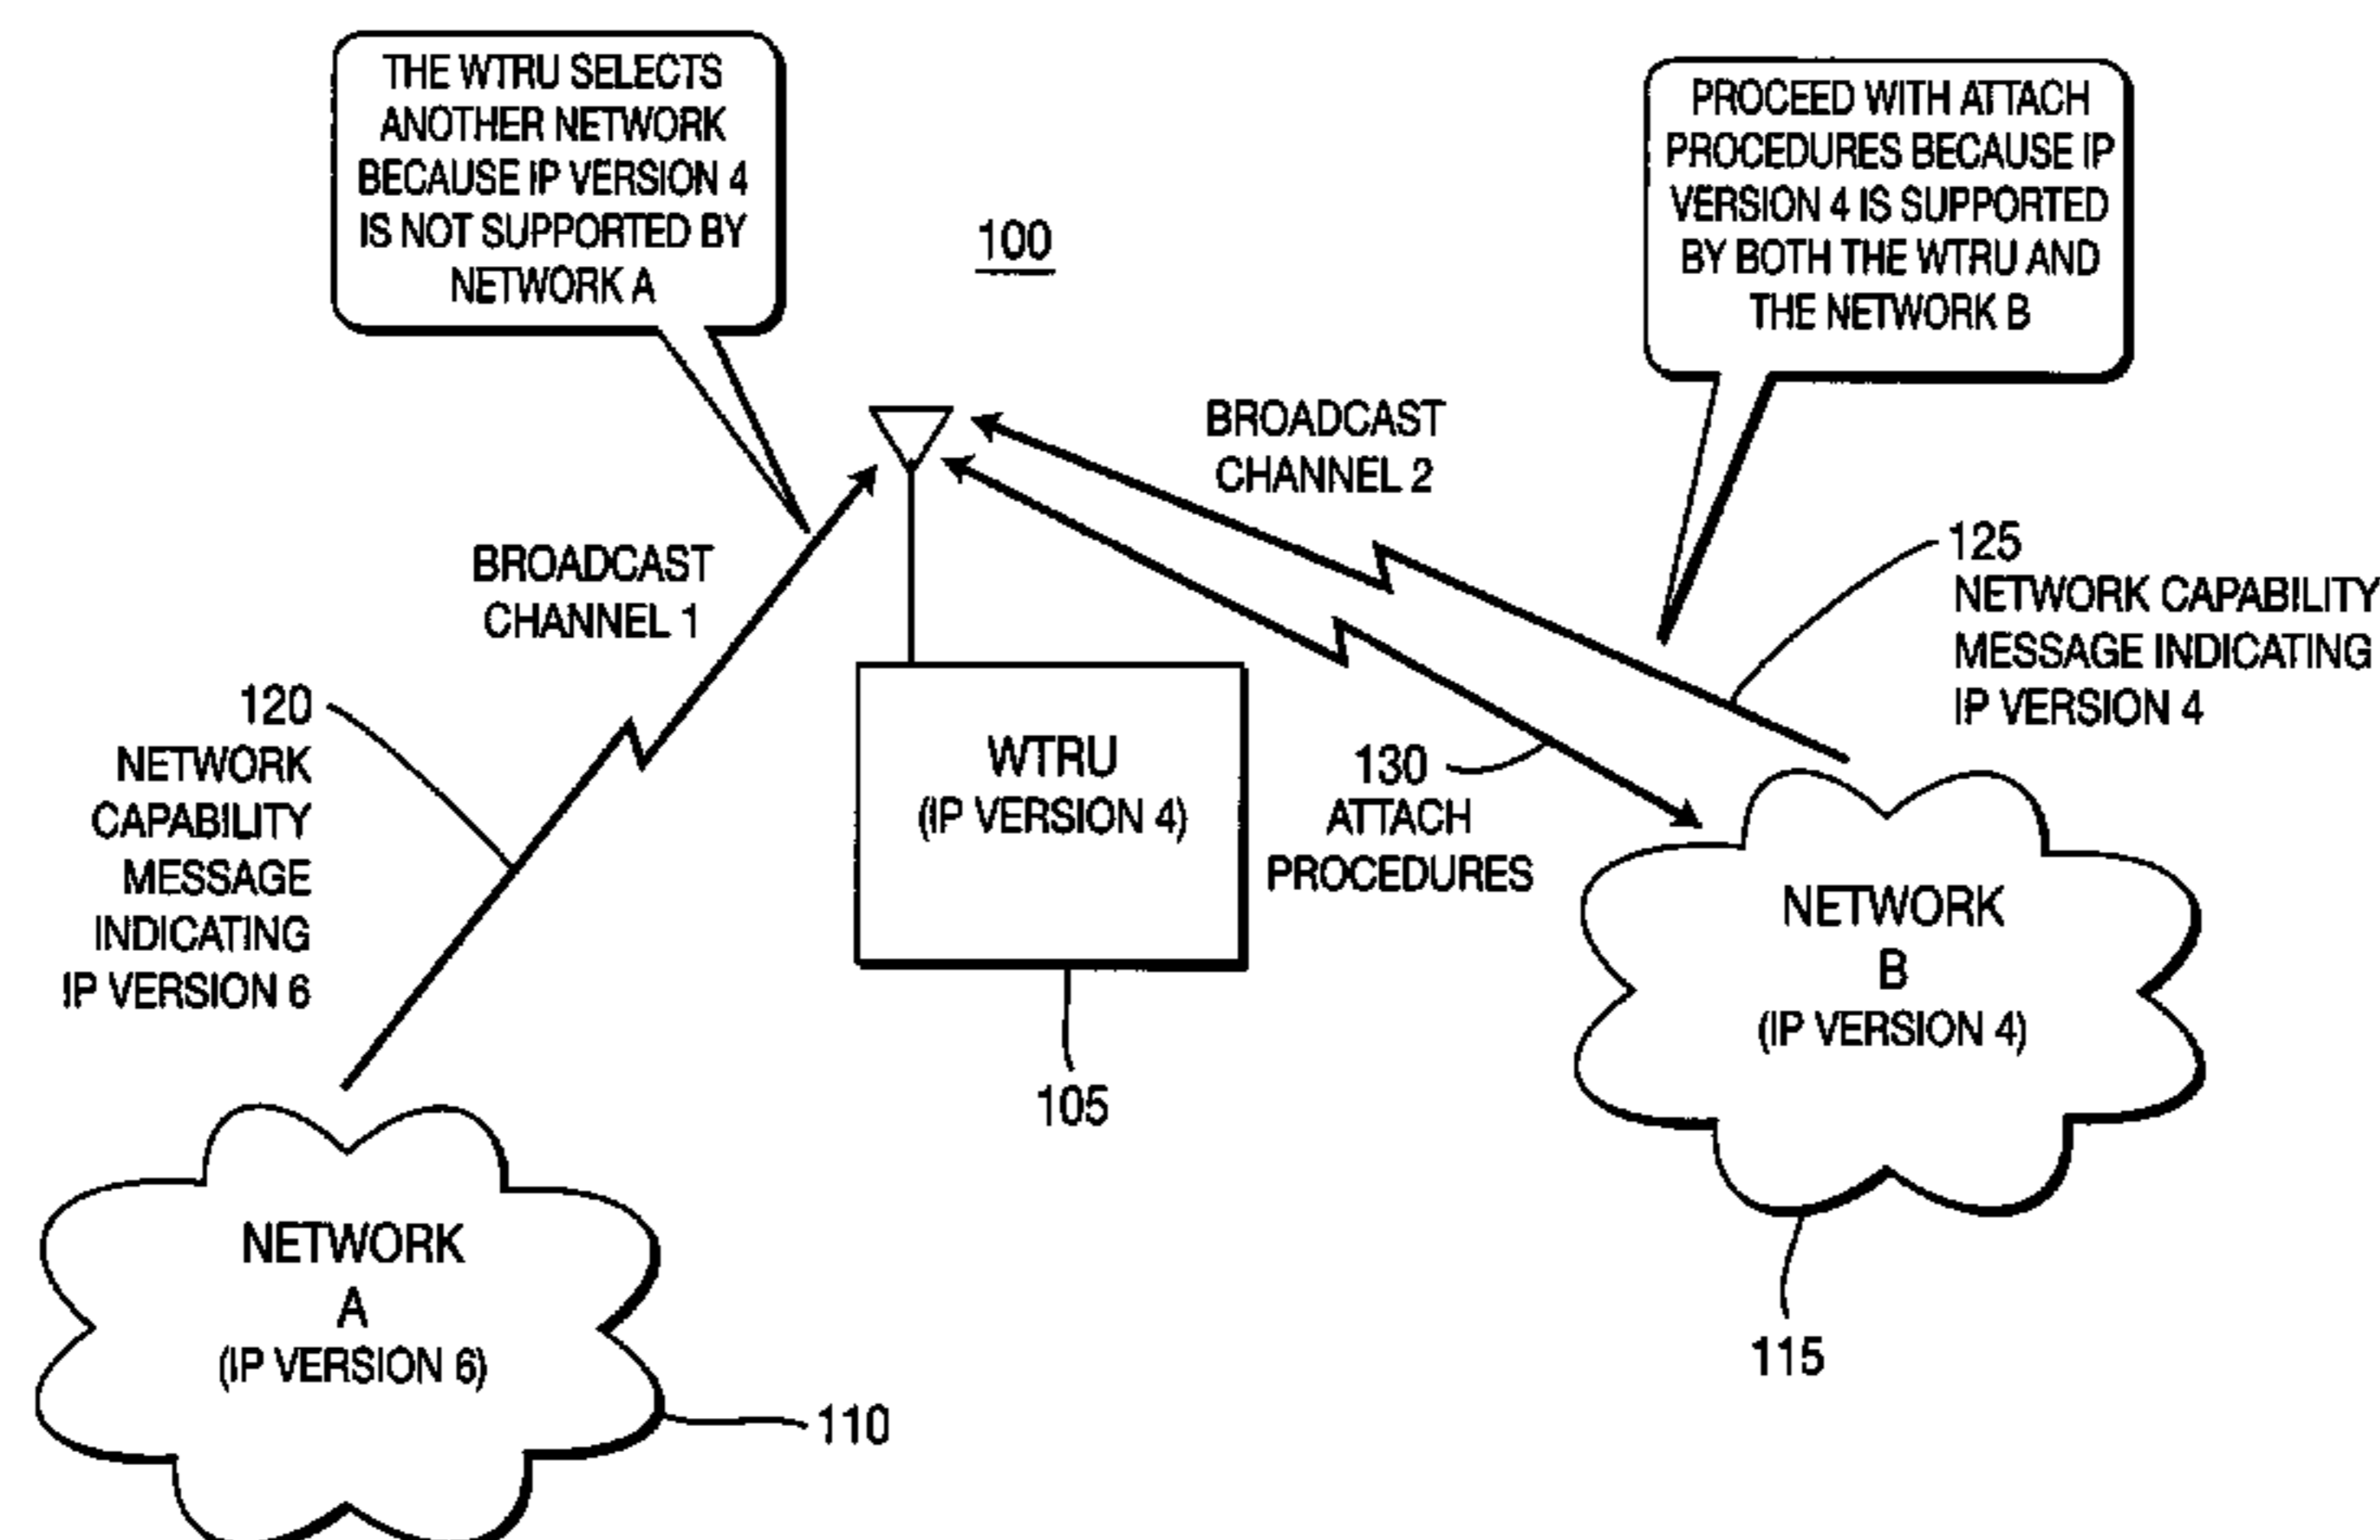 THE WTRU SELECTS
ANOTHER NETWORK
BECAUSE IP VERSION 4
IS NOT SUPPORTED BY
NETWORK A
100
PROCEED WITH ATTACH
PROCEDURES BECAUSE IP
VERSION 4 IS SUPPORTED
BY BOTH THE WTRU AND
THE NETWORK B
BROADCAST
CHANNEL 1
BROADCAST
CHANNEL 2
120
NETWORK
CAPABILITY
MESSAGE
INDICATING
IP VERSION 6
WTRU
(IP VERSION 4)
105
130
ATTACH
PROCEDURES
125
NETWORK CAPABILITY
MESSAGE INDICATING
IP VERSION 4
NETWORK
B
(IP VERSION 4)
115
NETWORK
A
(IP VERSION 6)
110